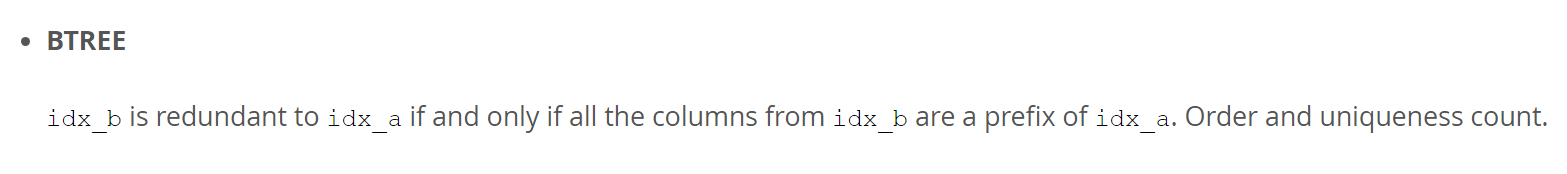 BTREE
idx_b is redundant to idx_a if and only if all the columns from idx_b are a prefix of idx_a. Order and uniqueness count.